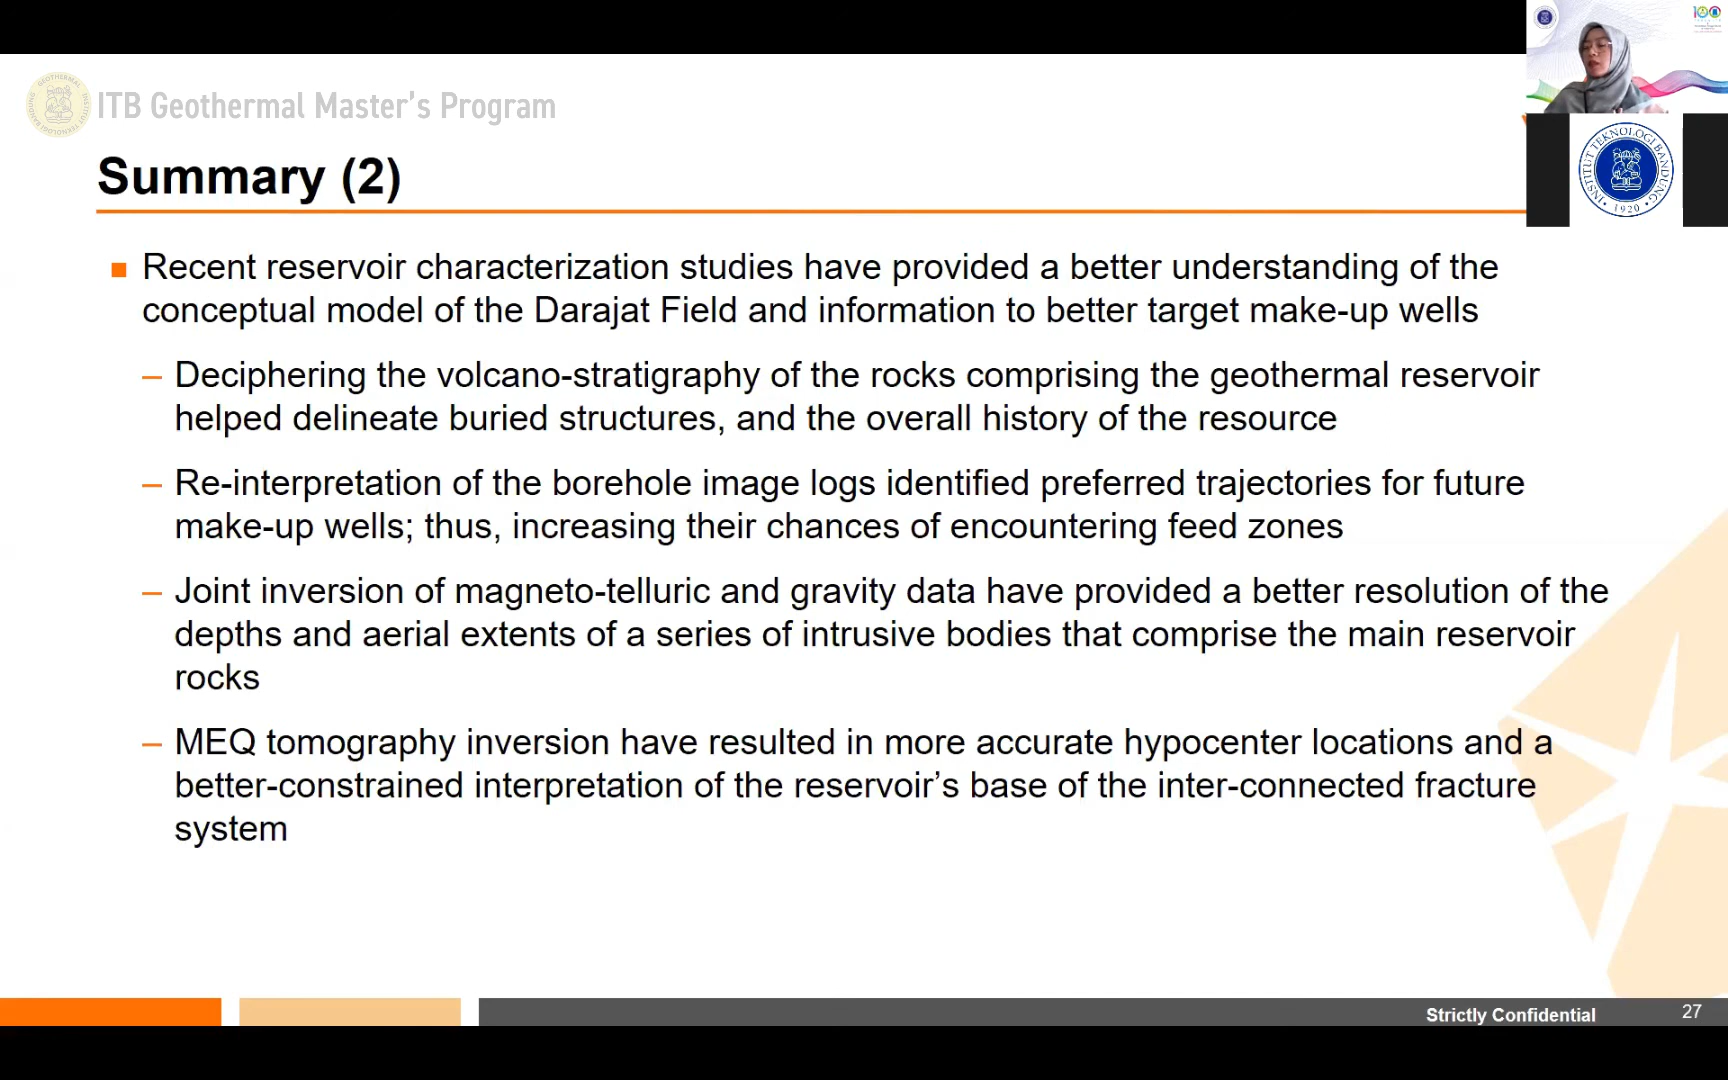 ITB Geothermal Master's Program
Summary (2)
Recent reservoir characterization studies have provided a better understanding of the
conceptual model of the Darajat Field and information to better target make-up wells
– Deciphering the volcano-stratigraphy of the rocks comprising the geothermal reservoir
helped delineate buried structures, and the overall history of the resource
– Re-interpretation of the borehole image logs identified preferred trajectories for future
make-up wells; thus, increasing their chances of encountering feed zones
– Joint inversion of magneto-telluric and gravity data have provided a better resolution of the
depths and aerial extents of a series of intrusive bodies that comprise the main reservoir
rocks
– MEQ tomography inversion have resulted in more accurate hypocenter locations and a
better-constrained interpretation of the reservoir’s base of the inter-connected fracture
system
INSTITUT TEKNOLOGI BANDUNG
1920
100
Strictly Confidential
27